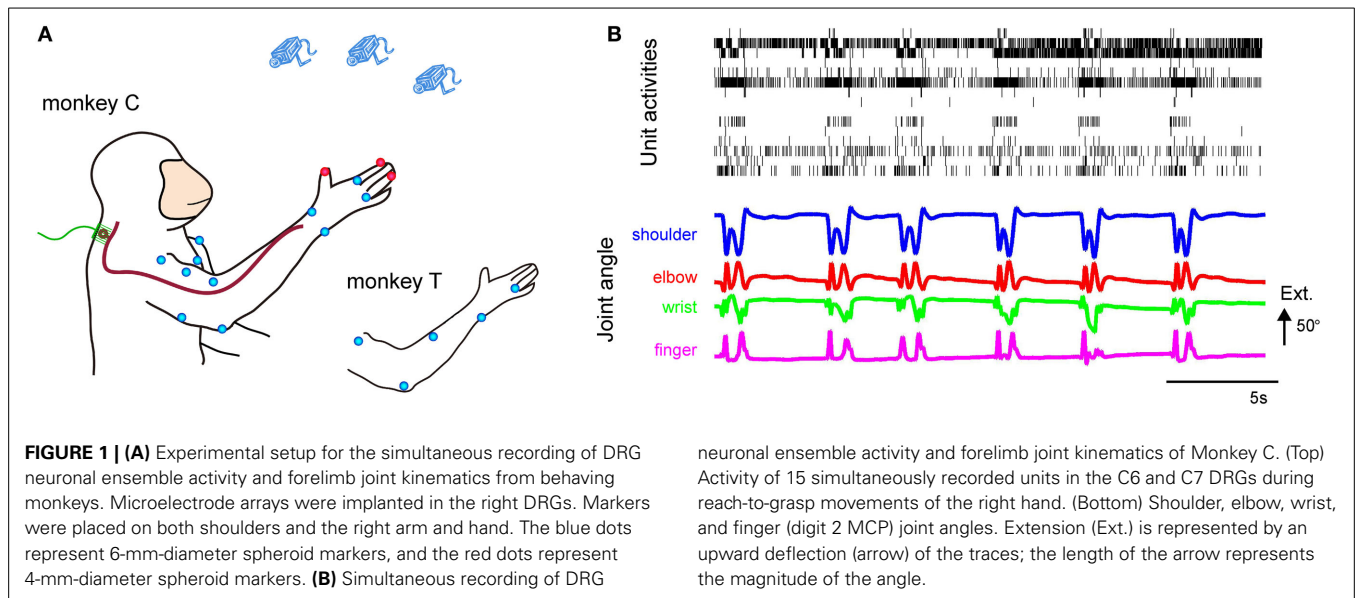 A
monkey C
monkey T
B
Unit activities
Joint angle
shoulder
elbow
wrist
finger
Ext.
50°
5s
FIGURE 1 | (A) Experimental setup for the simultaneous recording of DRG
neuronal ensemble activity and forelimb joint kinematics from behaving
monkeys. Microelectrode arrays were implanted in the right DRGs. Markers
were placed on both shoulders and the right arm and hand. The blue dots
represent 6-mm-diameter spheroid markers, and the red dots represent
4-mm-diameter spheroid markers. (B) Simultaneous recording of DRG
neuronal ensemble activity and forelimb joint kinematics of Monkey C. (Top)
Activity of 15 simultaneously recorded units in the C6 and C7 DRGs during
reach-to-grasp movements of the right hand. (Bottom) Shoulder, elbow, wrist,
and finger (digit 2 MCP) joint angles. Extension (Ext.) is represented by an
upward deflection (arrow) of the traces; the length of the arrow represents
the magnitude of the angle.